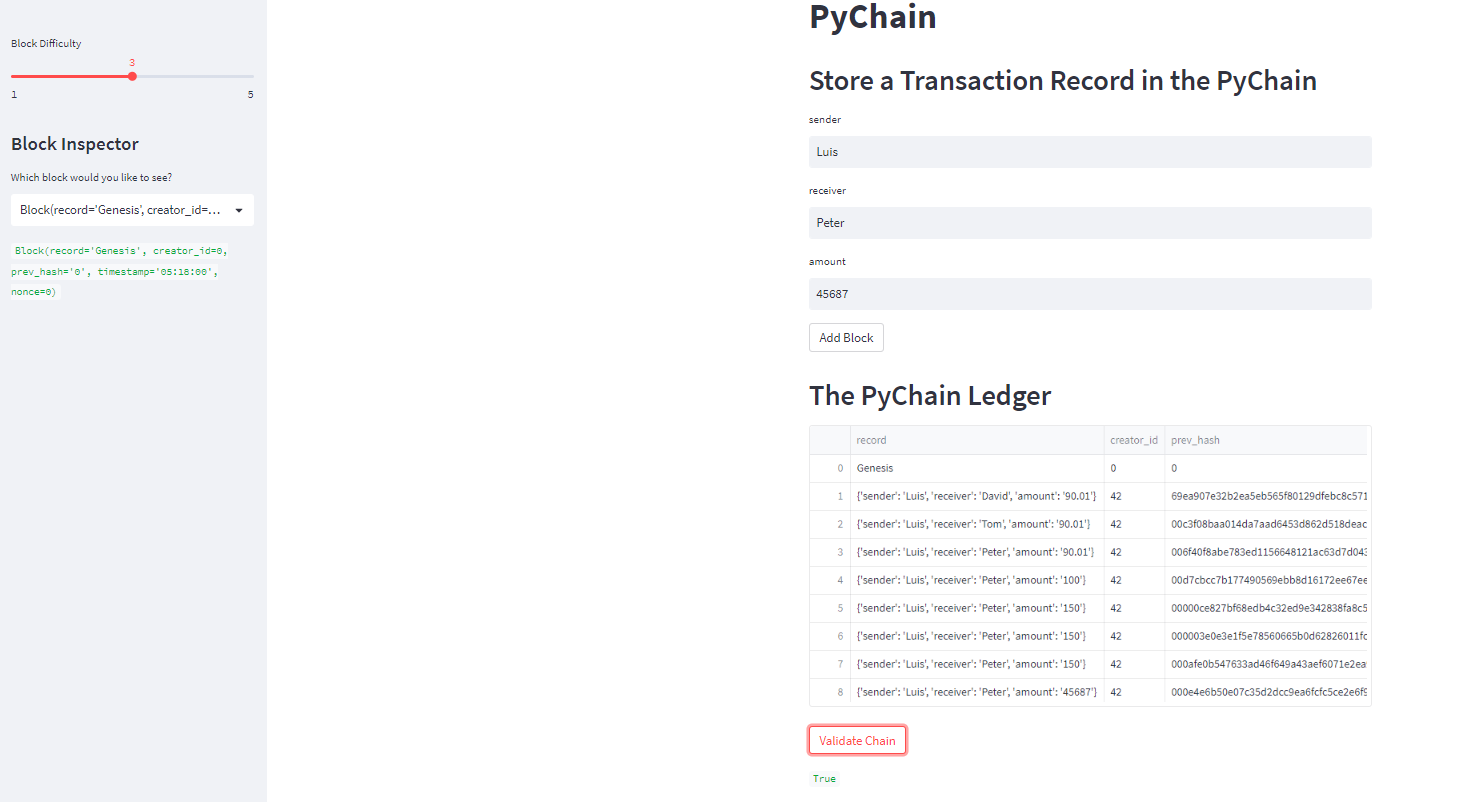 Block Difficulty
3
1 5
Block Inspector
Which block would you like to see?
Block(record='Genesis', creator_id=...
Block(record='Genesis', creator_id=0,
prev_hash='0', timestamp='05:18:00',
nonce=0)
PyChain
Store a Transaction Record in the PyChain
sender
Luis
receiver
Peter
amount
45687
Add Block
The PyChain Ledger
record creator_id prev_hash
0 Genesis 0 0
1 {'sender': 'Luis', 'receiver': 'David', 'amount': '90.01'} 42 69ea907e32b2ea5eb565f80129dfebc8c571
2 {'sender': 'Luis', 'receiver': 'Tom', 'amount': '90.01'} 42 00c3f08baa014da7aad6453d862d518deac
3 {'sender': 'Luis', 'receiver': 'Peter', 'amount': '90.01'} 42 006f40f8abe783ed1156648121ac63d7d043
4 {'sender': 'Luis', 'receiver': 'Peter', 'amount': '100'} 42 00d7cbcc7b177490569ebb8d16172ee67ee
5 {'sender': 'Luis', 'receiver': 'Peter', 'amount': '150'} 42 00000ce827bf68edb4c32ed9e342838fa8c5
6 {'sender': 'Luis', 'receiver': 'Peter', 'amount': '150'} 42 000003e0e3e1f5e78560665b0d62826011fc
7 {'sender': 'Luis', 'receiver': 'Peter', 'amount': '150'} 42 000afe0b547633ad46f649a43aef6071e2ea
8 {'sender': 'Luis', 'receiver': 'Peter', 'amount': '45687'} 42 000e4e6b50e07c35d2dcc9ea6fcfc5ce2e6f9
Validate Chain
True